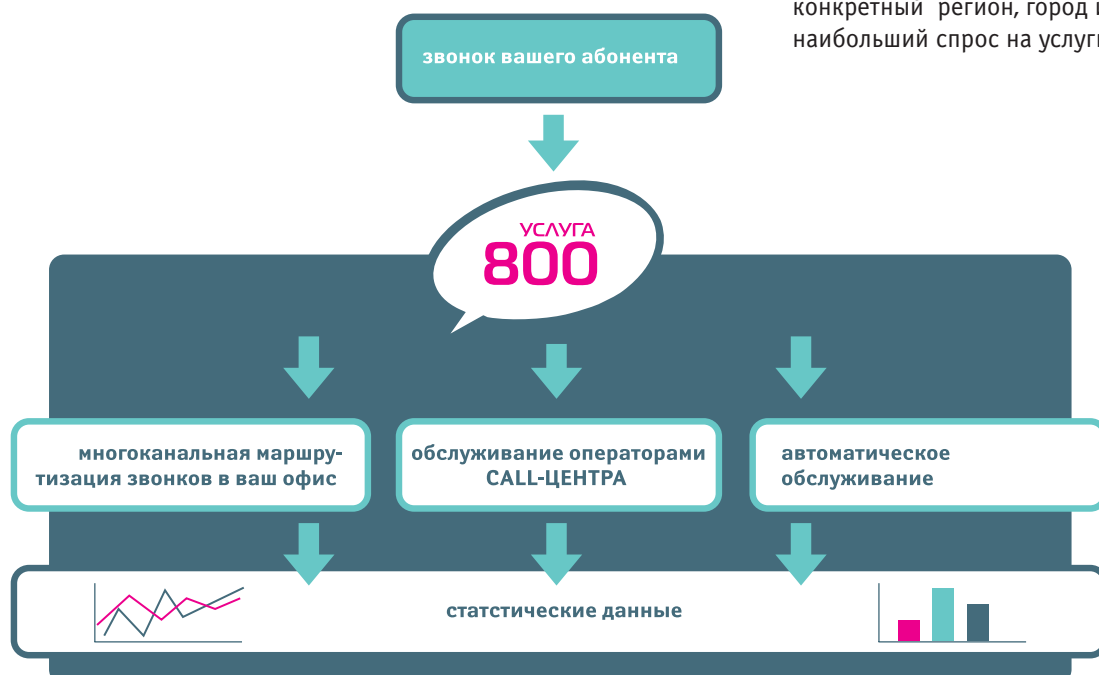 конкретный регион, город и
наибольший спрос на услуги
звонок вашего абонента
УСЛУГА
800
многоканальная маршру-
тизация звонков в ваш офис
обслуживание операторами
CALL-ЦЕНТРА
автоматическое
обслуживание
статстические данные